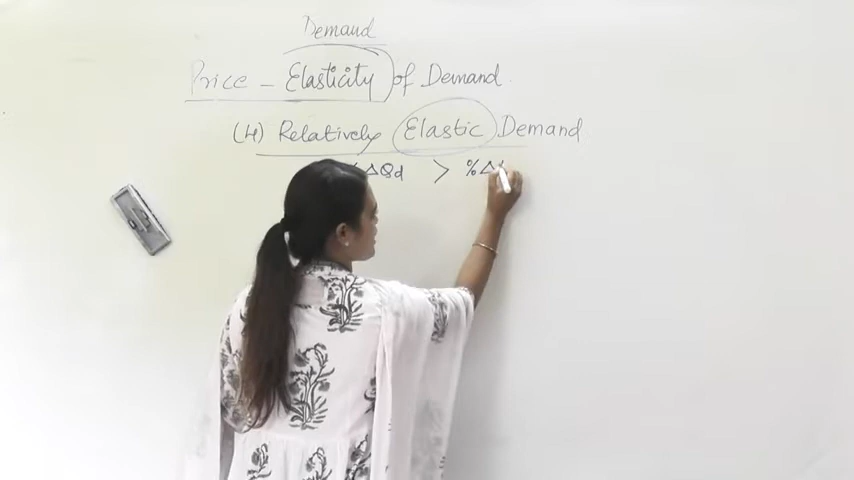 Demand
Price - Elasticity of Demand
(4) Relatively Elastic Demand
ΔQd > %Δ